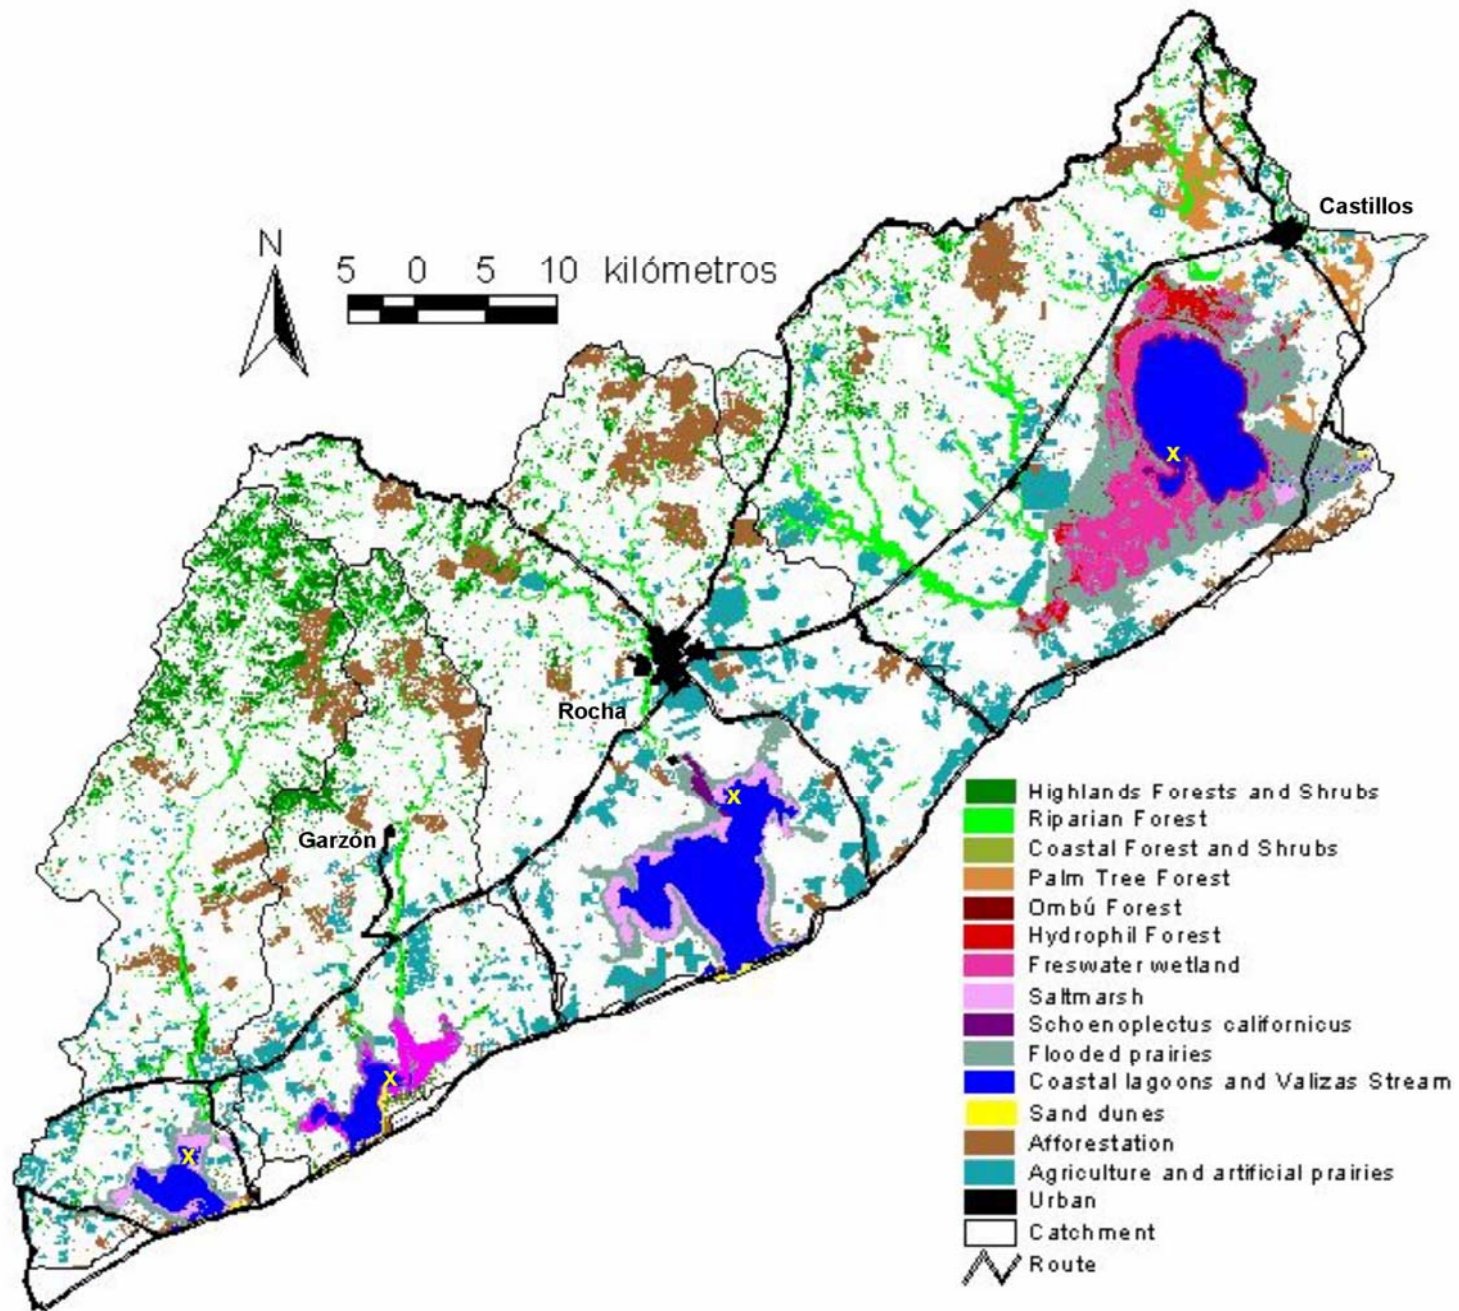 Castillos
N
5 0 5 10 kilómetros
Rocha
Garzón
X
X
X
X
Highlands Forests and Shrubs
Riparian Forest
Coastal Forest and Shrubs
Palm Tree Forest
Ombú Forest
Hydrophil Forest
Freswater wetland
Saltmarsh
Schoenoplectus californicus
Flooded prairies
Coastal lagoons and Valizas Stream
Sand dunes
Afforestation
Agriculture and artificial prairies
Urban
Catchment
Route